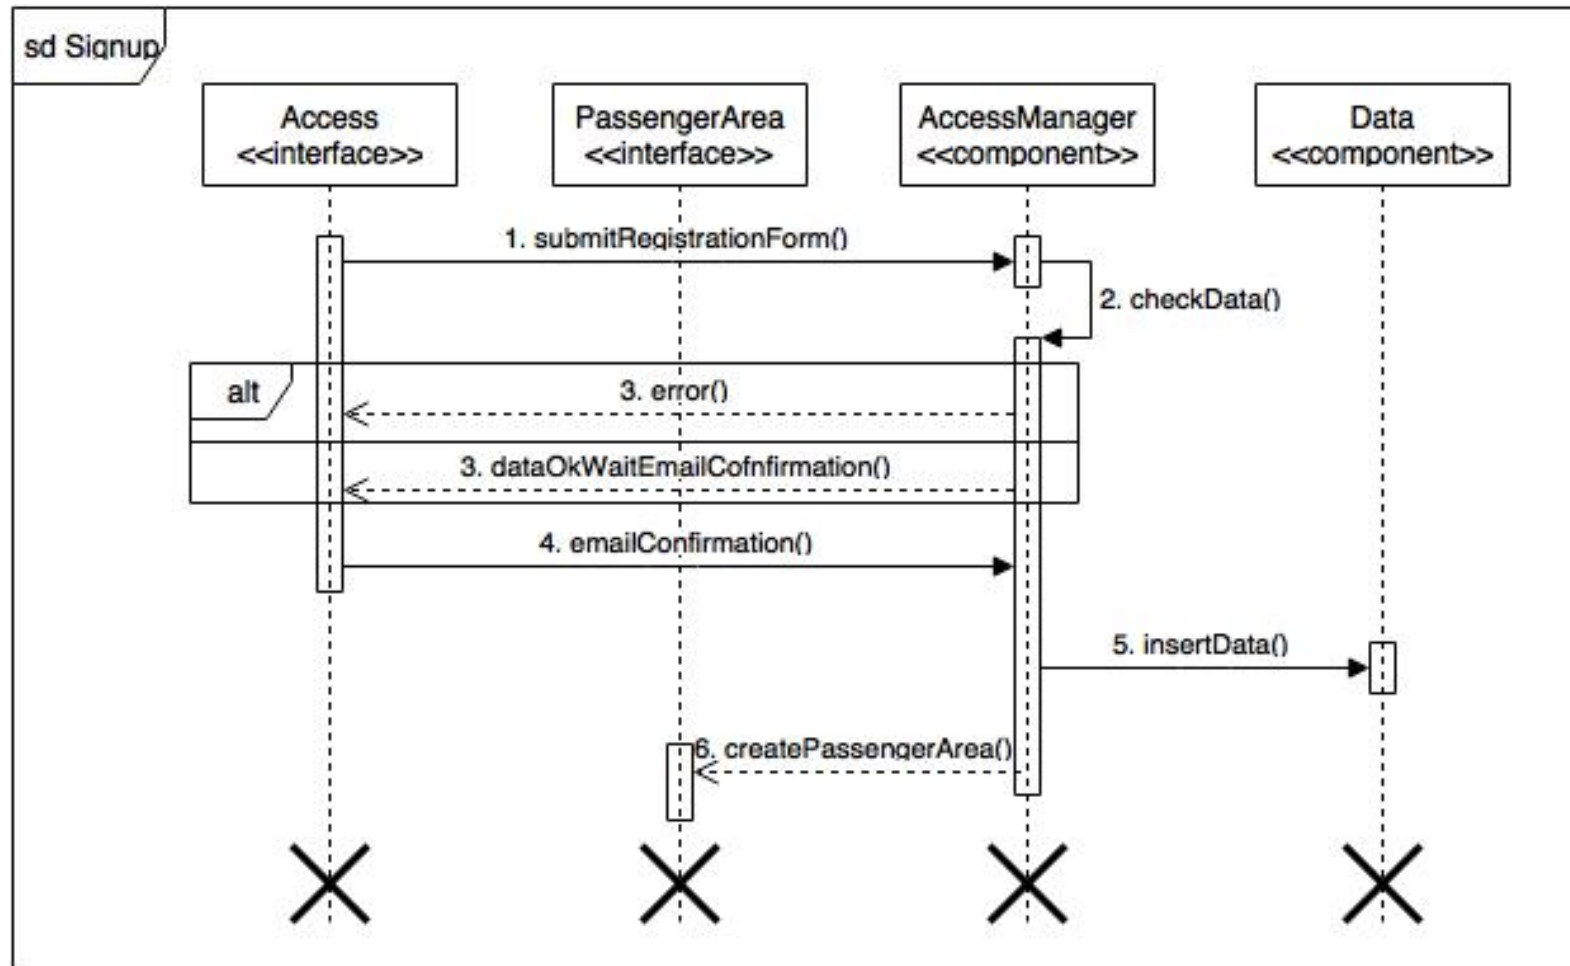 sd Signup
Access
<<interface>>
PassengerArea
<<interface>>
AccessManager
<<component>>
Data
<<component>>
1. submitRegistrationForm()
2. checkData()
alt
3. error()
3. dataOkWaitEmailCofnfirmation()
4. emailConfirmation()
5. insertData()
6. createPassengerArea()